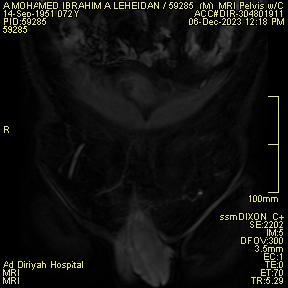 A MOHAMED IBRAHIM A LEHEIDAN / 59285 (M) MRI Pelvis w/C
14-Sep-1951 072Y ACC#DIR-304801911
PID:59285 06-Dec-2023 12:18 PM
59285
R
100mm
ssmDIXON_C+
SE:2202
IM:5
DFOV:300
3.5mm
Ad Diriyah Hospital EC:1
MRI TE:0
MRI ET:70
TR:5.29